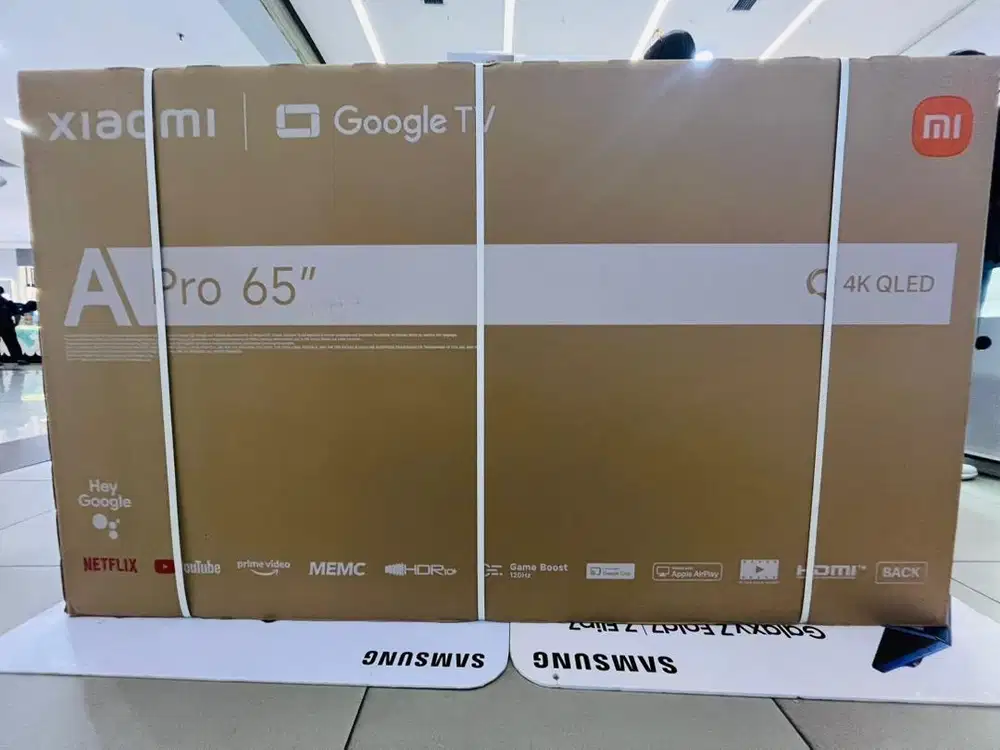 xiaomi | Google TV
mi
A Pro 65″
4K QLED
Hey
Google
NETFLIX YouTube prime video MEMC HDR10+ Game Boost 120Hz Apple AirPlay HDMI™ BACK
Galaxy Z Fold7 | Z Flip7
SAMSUNG SAMSUNG